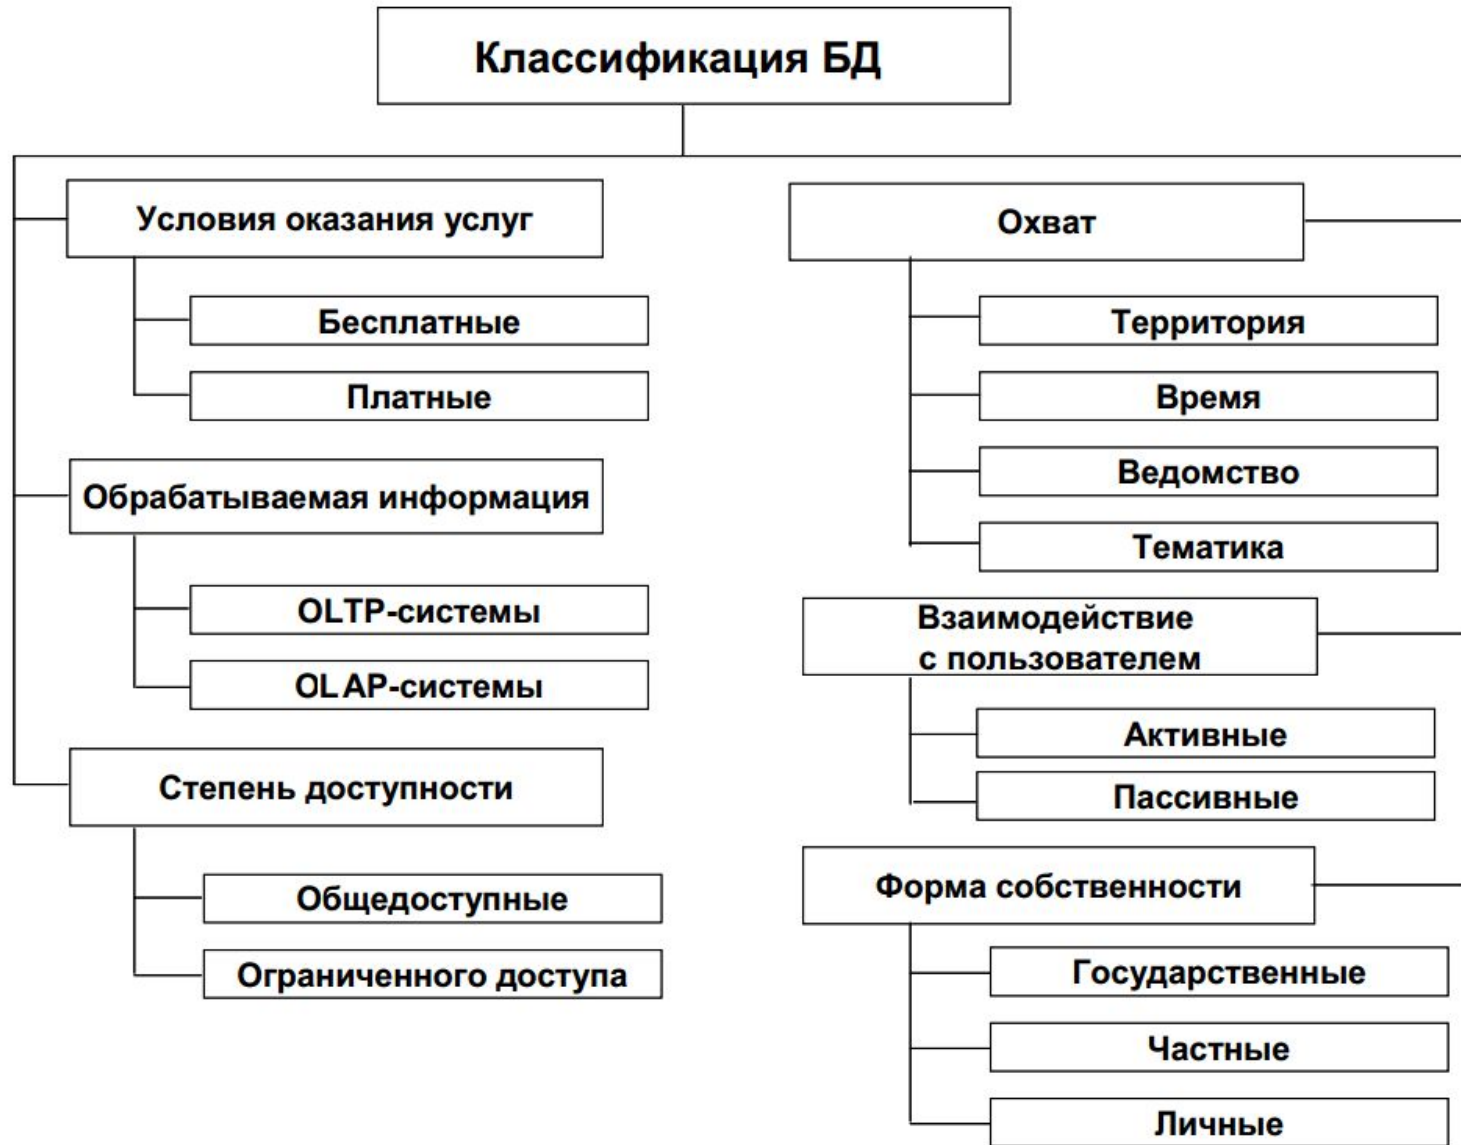 Классификация БД
Условия оказания услуг
Бесплатные
Платные
Обрабатываемая информация
OLTP-системы
OLAP-системы
Степень доступности
Общедоступные
Ограниченного доступа
Охват
Территория
Время
Ведомство
Тематика
Взаимодействие
с пользователем
Активные
Пассивные
Форма собственности
Государственные
Частные
Личные